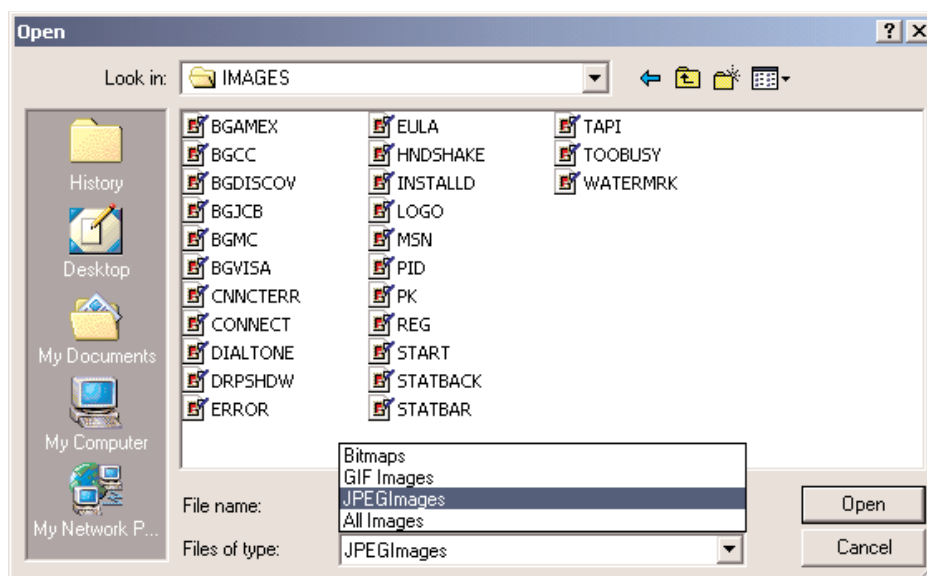 Open
Look in:
IMAGES
History
Desktop
My Documents
My Computer
My Network P...
BGAMEX
BGCC
BGDISCOV
BGJCB
BGMC
BGVISA
CNNCTERR
CONNECT
DIALTONE
DRPSHDW
ERROR
EULA
HNDSHAKE
INSTALLD
LOGO
MSN
PID
PK
REG
START
STATBACK
STATBAR
TAPI
TOOBUSY
WATERMRK
File name:
Bitmaps
GIF Images
JPEGImages
All Images
Open
Files of type:
JPEGImages
Cancel